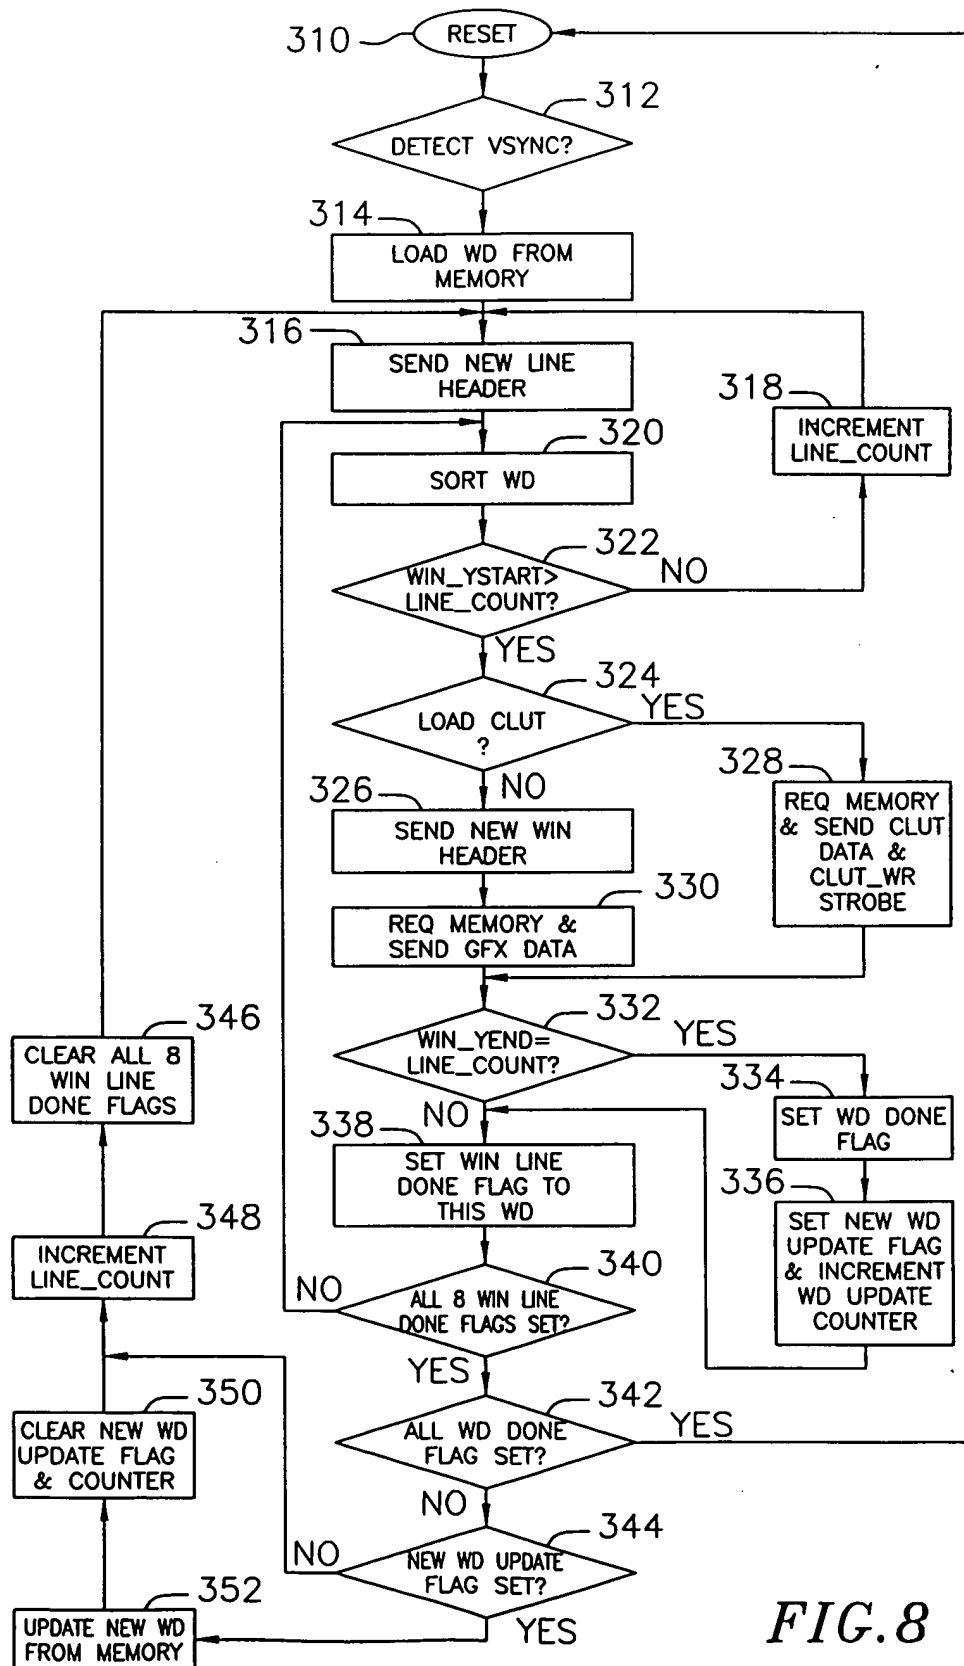 310
RESET
312
DETECT VSYNC?
314
LOAD WD FROM
MEMORY
316
SEND NEW LINE
HEADER
318
INCREMENT
LINE_COUNT
320
SORT WD
322
WIN_YSTART>
LINE_COUNT?
NO
YES
324
LOAD CLUT
?
YES
NO
326
SEND NEW WIN
HEADER
328
REQ MEMORY
& SEND CLUT
DATA &
CLUT_WR
STROBE
330
REQ MEMORY &
SEND GFX DATA
332
WIN_YEND=
LINE_COUNT?
YES
NO
334
SET WD DONE
FLAG
336
SET NEW WD
UPDATE FLAG
& INCREMENT
WD UPDATE
COUNTER
338
SET WIN LINE
DONE FLAG TO
THIS WD
340
ALL 8 WIN LINE
DONE FLAGS SET?
NO
YES
342
ALL WD DONE
FLAG SET?
YES
NO
344
NEW WD UPDATE
FLAG SET?
NO
YES
346
CLEAR ALL 8
WIN LINE
DONE FLAGS
348
INCREMENT
LINE_COUNT
350
CLEAR NEW WD
UPDATE FLAG
& COUNTER
352
UPDATE NEW WD
FROM MEMORY
FIG.8